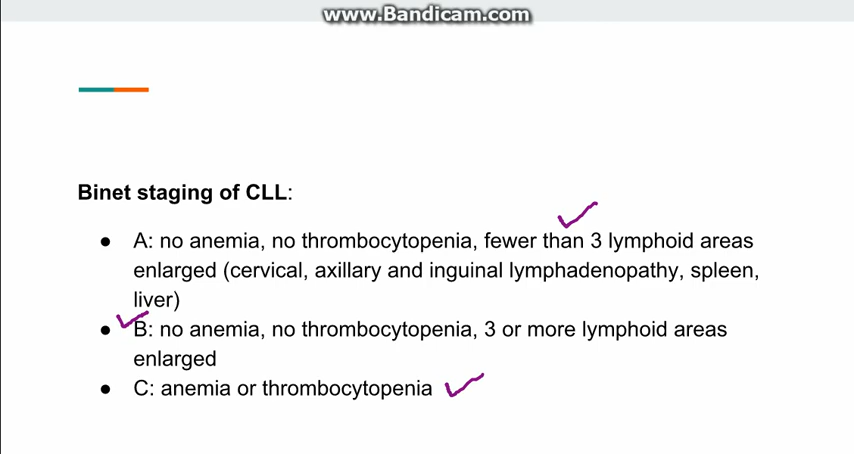 www.Bandicam.com
Binet staging of CLL:
● A: no anemia, no thrombocytopenia, fewer than 3 lymphoid areas
enlarged (cervical, axillary and inguinal lymphadenopathy, spleen,
liver)
● B: no anemia, no thrombocytopenia, 3 or more lymphoid areas
enlarged
● C: anemia or thrombocytopenia